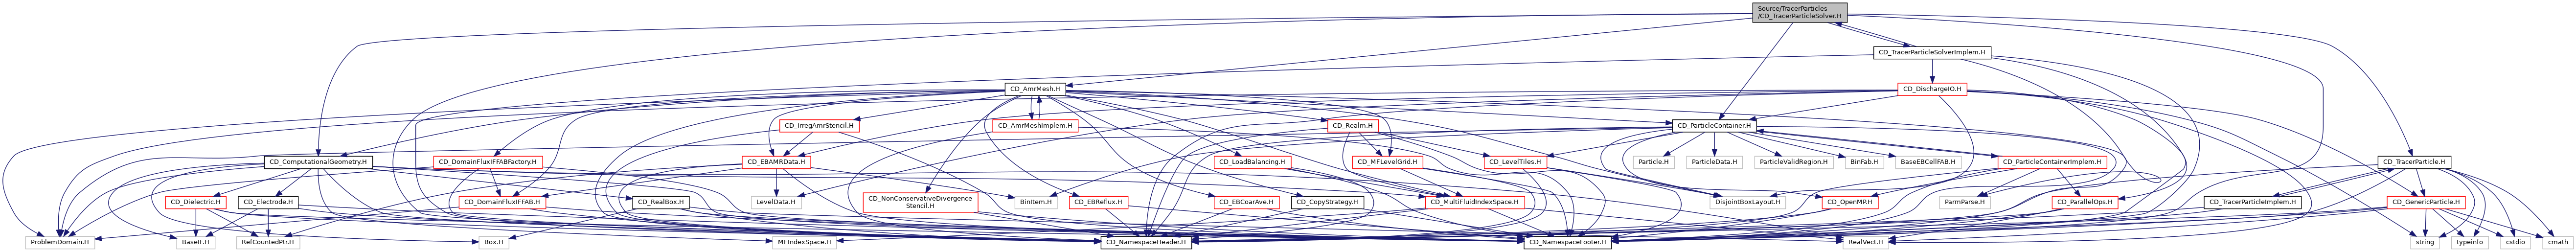 Source/TracerParticles
/CD_TracerParticleSolver.H
CD_TracerParticleSolverImplem.H
CD_AmrMesh.H
CD_DischargeIO.H
CD_IrregAmrStencil.H
CD_AmrMeshImplem.H
CD_Realm.H
CD_ParticleContainer.H
CD_ComputationalGeometry.H
CD_DomainFluxIFFABFactory.H
CD_EBAMRData.H
CD_LoadBalancing.H
CD_MFLevelGrid.H
CD_LevelTiles.H
Particle.H
ParticleData.H
ParticleValidRegion.H
BinFab.H
BaseEBCellFAB.H
CD_ParticleContainerImplem.H
CD_TracerParticle.H
CD_Dielectric.H
CD_Electrode.H
CD_DomainFluxIFFAB.H
CD_RealBox.H
LevelData.H
CD_NonConservativeDivergence
Stencil.H
BinItem.H
CD_EBReflux.H
CD_EBCoarAve.H
CD_CopyStrategy.H
CD_MultiFluidIndexSpace.H
DisjointBoxLayout.H
CD_OpenMP.H
ParmParse.H
CD_ParallelOps.H
CD_TracerParticleImplem.H
CD_GenericParticle.H
ProblemDomain.H
BaseIF.H
RefCountedPtr.H
Box.H
MFIndexSpace.H
CD_NamespaceHeader.H
CD_NamespaceFooter.H
RealVect.H
string
typeinfo
cstdio
cmath